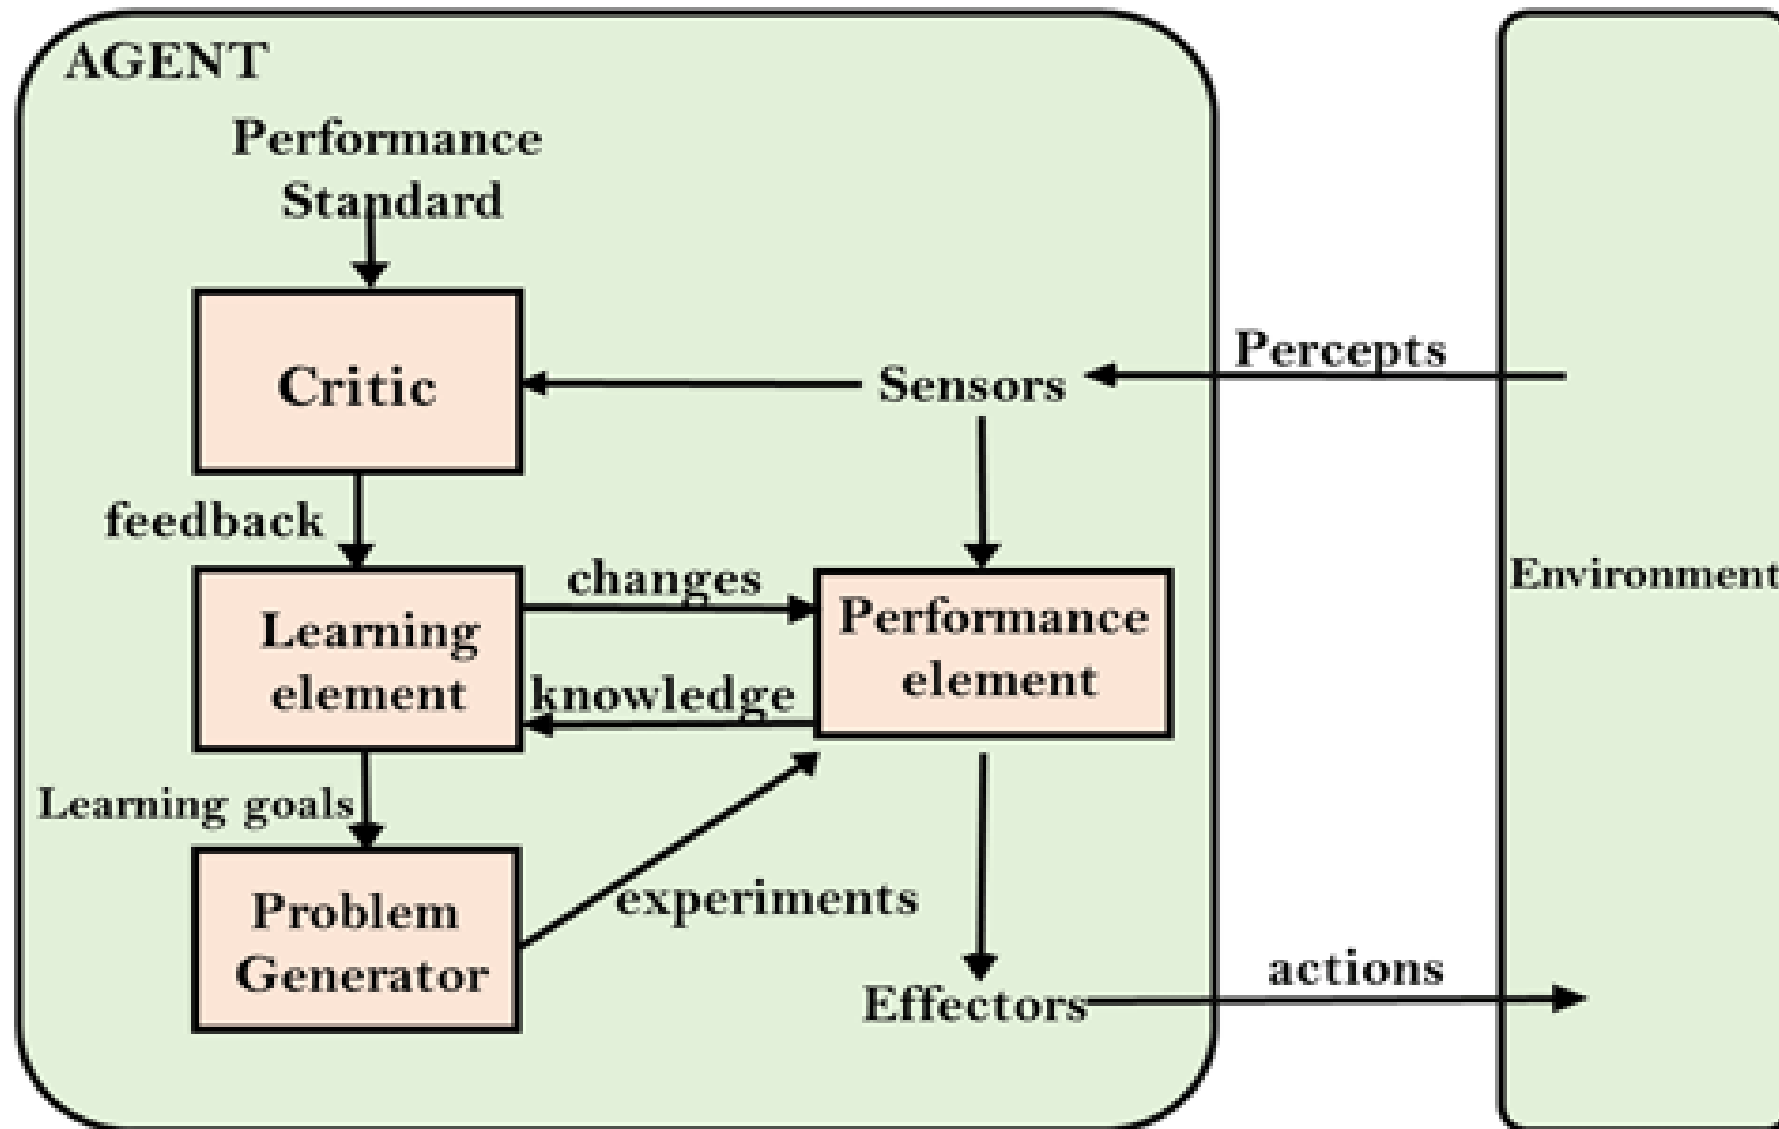 AGENT
Performance
Standard
Critic
Sensors
Percepts
feedback
changes
Learning
element
knowledge
Performance
element
Environment
Learning goals
Problem
Generator
experiments
Effectors
actions